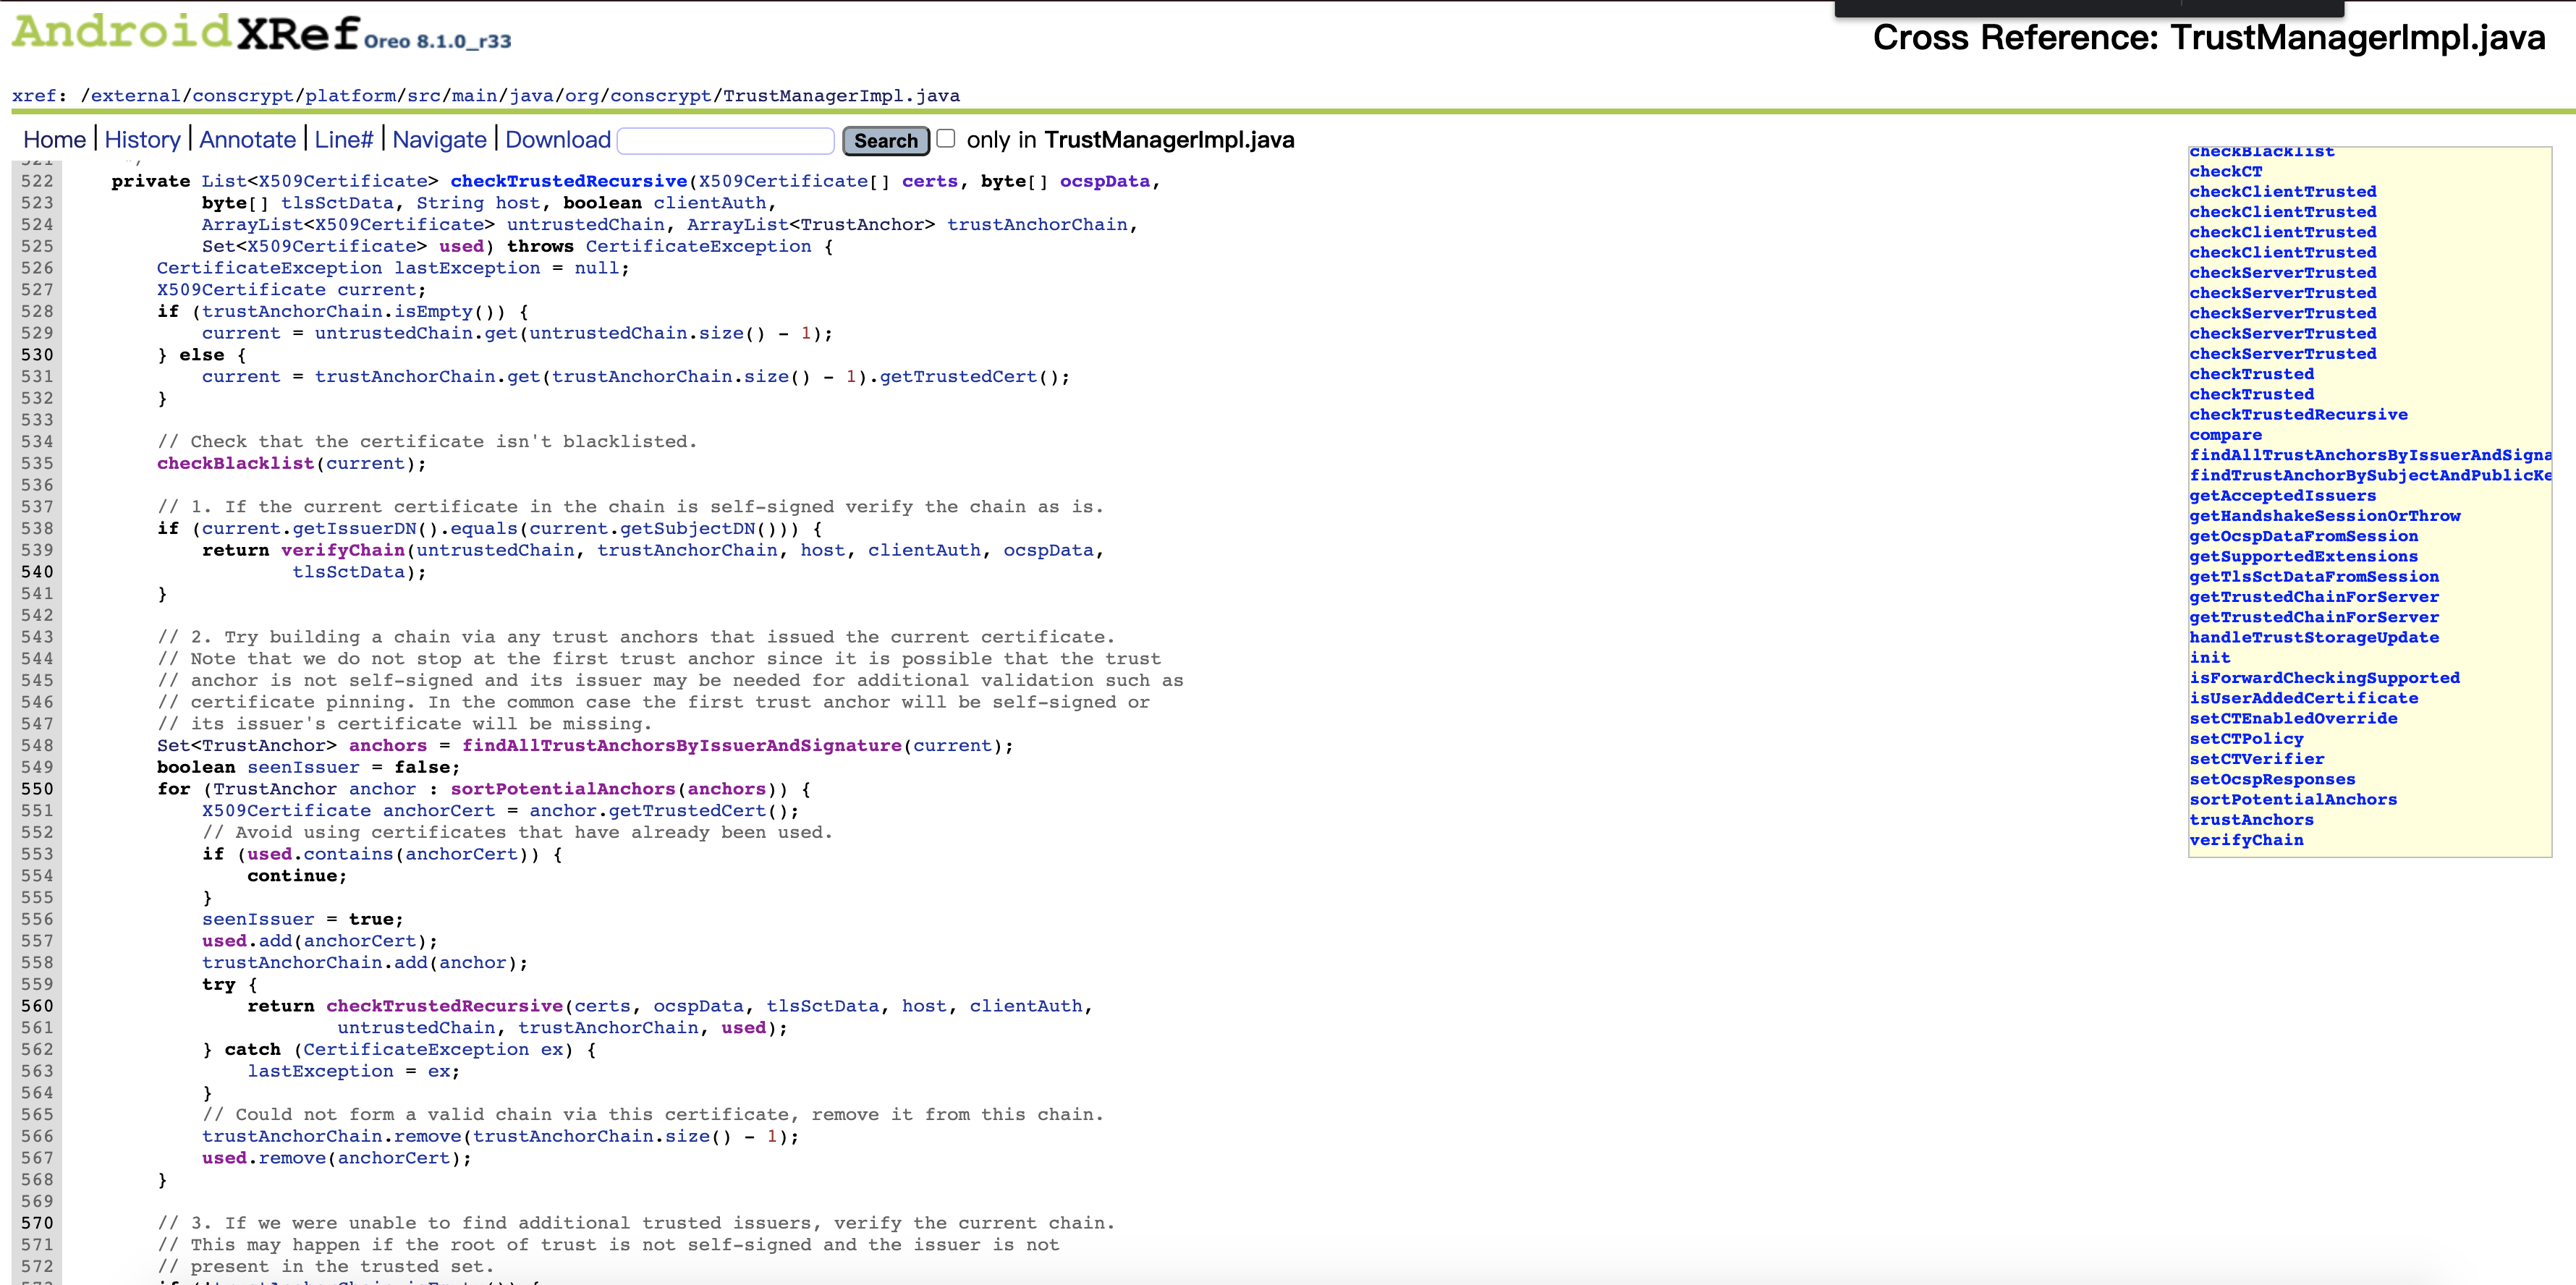 AndroidXRef Oreo 8.1.0_r33
Cross Reference: TrustManagerImpl.java
xref: /external/conscrypt/platform/src/main/java/org/conscrypt/TrustManagerImpl.java
Home | History | Annotate | Line# | Navigate | Download Search only in TrustManagerImpl.java
521 */
522 private List<X509Certificate> checkTrustedRecursive(X509Certificate[] certs, byte[] ocspData,
523 byte[] tlsSctData, String host, boolean clientAuth,
524 ArrayList<X509Certificate> untrustedChain, ArrayList<TrustAnchor> trustAnchorChain,
525 Set<X509Certificate> used) throws CertificateException {
526 CertificateException lastException = null;
527 X509Certificate current;
528 if (trustAnchorChain.isEmpty()) {
529 current = untrustedChain.get(untrustedChain.size() - 1);
530 } else {
531 current = trustAnchorChain.get(trustAnchorChain.size() - 1).getTrustedCert();
532 }
533
534 // Check that the certificate isn't blacklisted.
535 checkBlacklist(current);
536
537 // 1. If the current certificate in the chain is self-signed verify the chain as is.
538 if (current.getIssuerDN().equals(current.getSubjectDN())) {
539 return verifyChain(untrustedChain, trustAnchorChain, host, clientAuth, ocspData,
540 tlsSctData);
541 }
542
543 // 2. Try building a chain via any trust anchors that issued the current certificate.
544 // Note that we do not stop at the first trust anchor since it is possible that the trust
545 // anchor is not self-signed and its issuer may be needed for additional validation such as
546 // certificate pinning. In the common case the first trust anchor will be self-signed or
547 // its issuer's certificate will be missing.
548 Set<TrustAnchor> anchors = findAllTrustAnchorsByIssuerAndSignature(current);
549 boolean seenIssuer = false;
550 for (TrustAnchor anchor : sortPotentialAnchors(anchors)) {
551 X509Certificate anchorCert = anchor.getTrustedCert();
552 // Avoid using certificates that have already been used.
553 if (used.contains(anchorCert)) {
554 continue;
555 }
556 seenIssuer = true;
557 used.add(anchorCert);
558 trustAnchorChain.add(anchor);
559 try {
560 return checkTrustedRecursive(certs, ocspData, tlsSctData, host, clientAuth,
561 untrustedChain, trustAnchorChain, used);
562 } catch (CertificateException ex) {
563 lastException = ex;
564 }
565 // Could not form a valid chain via this certificate, remove it from this chain.
566 trustAnchorChain.remove(trustAnchorChain.size() - 1);
567 used.remove(anchorCert);
568 }
569
570 // 3. If we were unable to find additional trusted issuers, verify the current chain.
571 // This may happen if the root of trust is not self-signed and the issuer is not
572 // present in the trusted set.
checkBlacklist
checkCT
checkClientTrusted
checkClientTrusted
checkClientTrusted
checkClientTrusted
checkServerTrusted
checkServerTrusted
checkServerTrusted
checkServerTrusted
checkServerTrusted
checkTrusted
checkTrusted
checkTrustedRecursive
compare
findAllTrustAnchorsByIssuerAndSigna
findTrustAnchorBySubjectAndPublicKe
getAcceptedIssuers
getHandshakeSessionOrThrow
getOcspDataFromSession
getSupportedExtensions
getTlsSctDataFromSession
getTrustedChainForServer
getTrustedChainForServer
handleTrustStorageUpdate
init
isForwardCheckingSupported
isUserAddedCertificate
setCTEnabledOverride
setCTPolicy
setCTVerifier
setOcspResponses
sortPotentialAnchors
trustAnchors
verifyChain